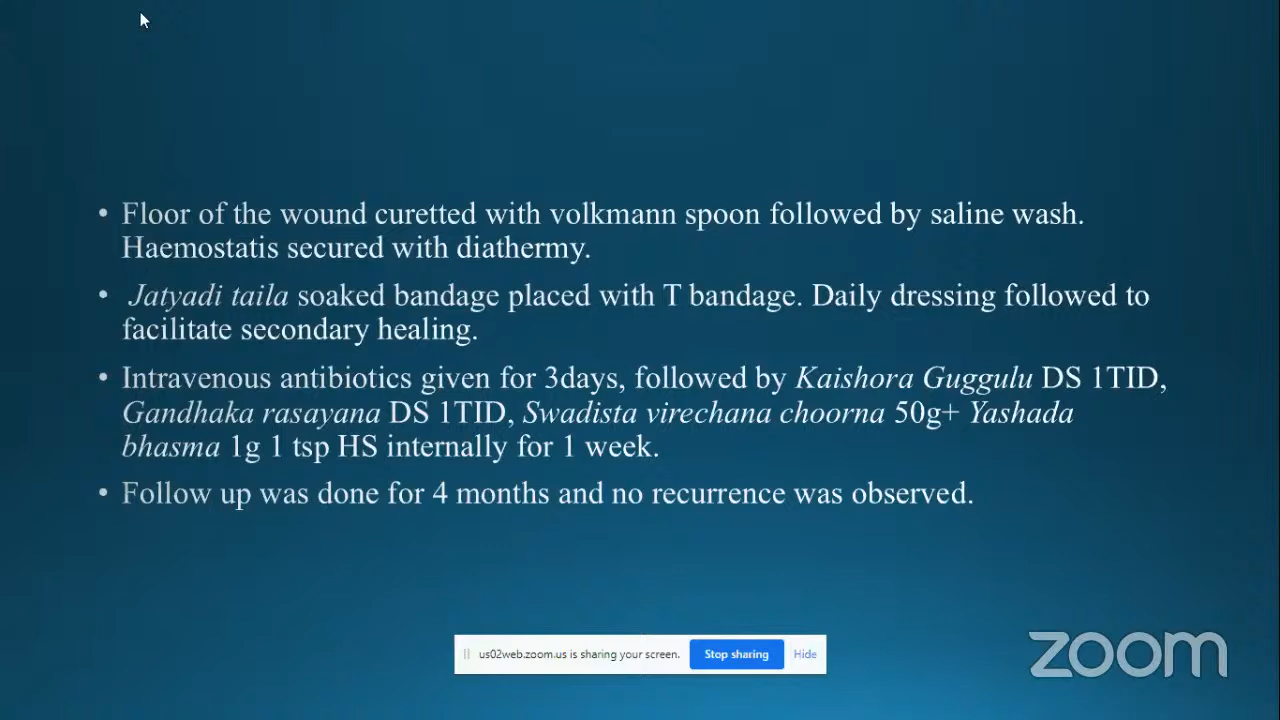 • Floor of the wound curetted with volkmann spoon followed by saline wash.
Haemostatis secured with diathermy.
• Jatyadi taila soaked bandage placed with T bandage. Daily dressing followed to
facilitate secondary healing.
• Intravenous antibiotics given for 3days, followed by Kaishora Guggulu DS 1TID,
Gandhaka rasayana DS 1TID, Swadista virechana choorna 50g+ Yashada
bhasma 1g 1 tsp HS internally for 1 week.
• Follow up was done for 4 months and no recurrence was observed.
us02web.zoom.us is sharing your screen. Stop sharing Hide
zoom